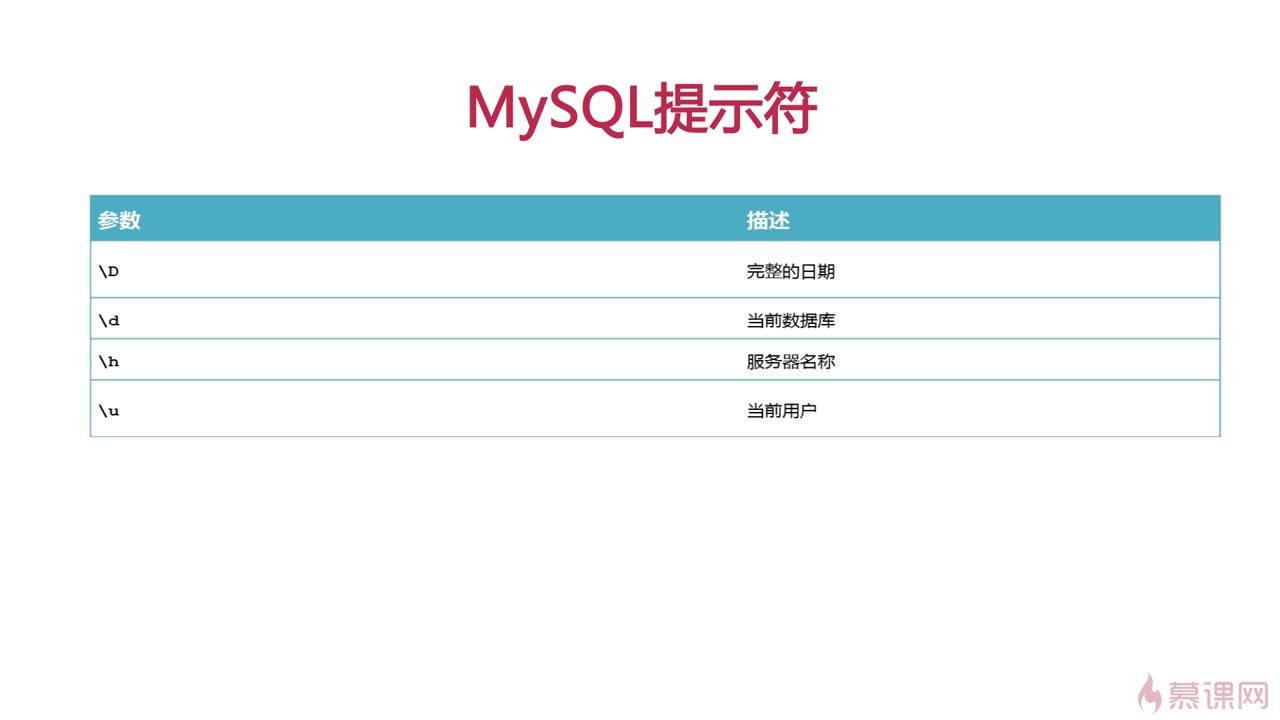 MySQL提示符
参数 描述
\D 完整的日期
\d 当前数据库
\h 服务器名称
\u 当前用户
慕课网